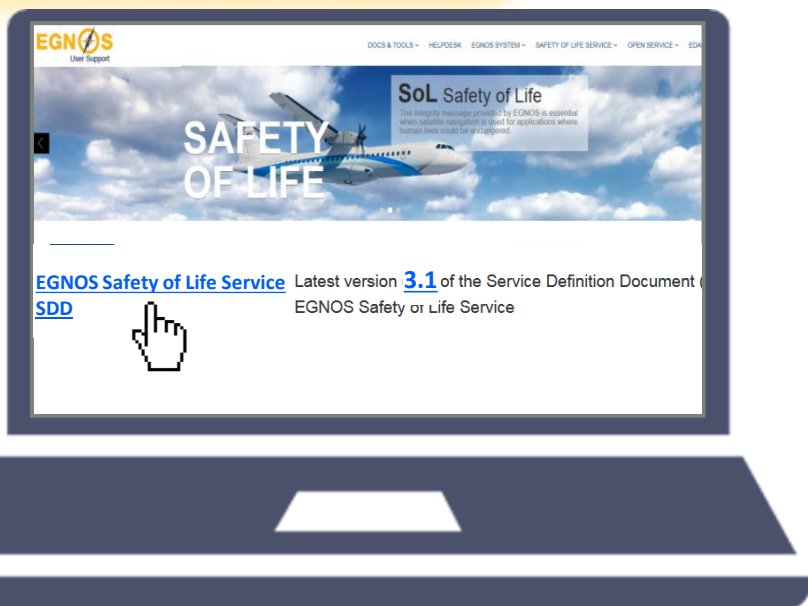 EGNOS
User Support
DOCS & TOOLS HELPDESK EGNOS SYSTEM SAFETY OF LIFE SERVICE OPEN SERVICE EDA
SoL Safety of Life
The integrity message provided by EGNOS is essential
when satellite navigation is used for applications where
human lives could be endangered
SAFETY
OF LIFE
EGNOS Safety of Life Service
SDD
Latest version 3.1 of the Service Definition Document (
EGNOS Safety of Life Service